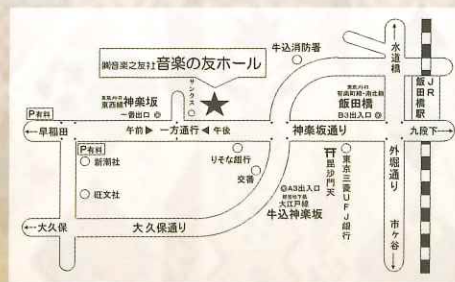 ㈱音楽之友社 音楽の友ホール
牛込消防署
水道橋
JR飯田橋駅
サンクス
東京メトロ
東西線 神楽坂
一番出口
東京メトロ
有楽町線・南北線
飯田橋
B3出入口
P有料
←早稲田
午前▶一方通行◀午後
神楽坂通り
九段下→
P有料
新潮社
りそな銀行
交番
毘沙門天
東京三菱UFJ銀行
外堀通り
旺文社
A3出入口
都営地下鉄
大江戸線
牛込神楽坂
市ヶ谷
←大久保
大久保通り